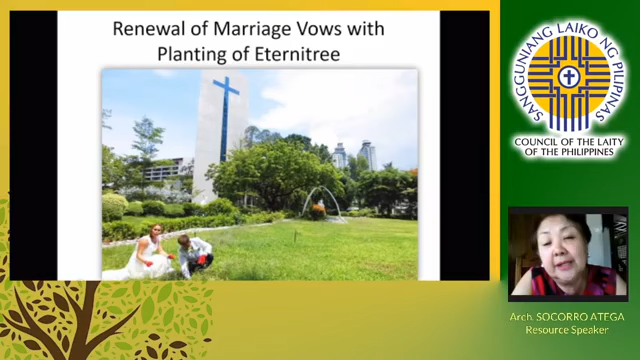 Renewal of Marriage Vows with
Planting of Eternitree
SANGGUNIANG LAIKO NG PILIPINAS
COUNCIL OF THE LAITY
OF THE PHILIPPINES
Arch. SOCORRO ATEGA
Resource Speaker